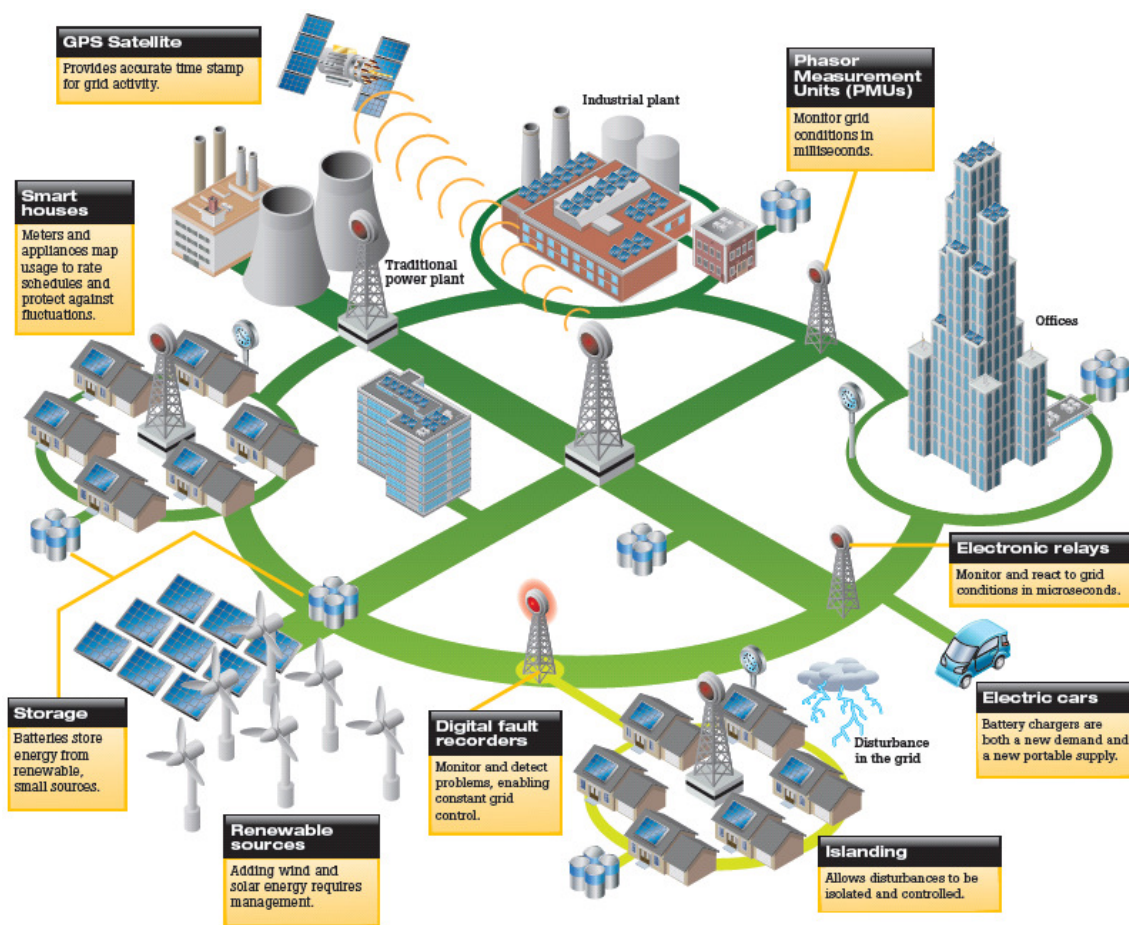 GPS Satellite
Provides accurate time stamp
for grid activity.
Industrial plant
Phasor
Measurement
Units (PMUs)
Monitor grid
conditions in
milliseconds.
Smart
houses
Meters and
appliances map
usage to rate
schedules and
protect against
fluctuations.
Traditional
power plant
Offices
Electronic relays
Monitor and react to grid
conditions in microseconds.
Storage
Batteries store
energy from
renewable,
small sources.
Digital fault
recorders
Monitor and detect
problems, enabling
constant grid
control.
Disturbance
in the grid
Electric cars
Battery chargers are
both a new demand and
a new portable supply.
Renewable
sources
Adding wind and
solar energy requires
management.
Islanding
Allows disturbances to be
isolated and controlled.